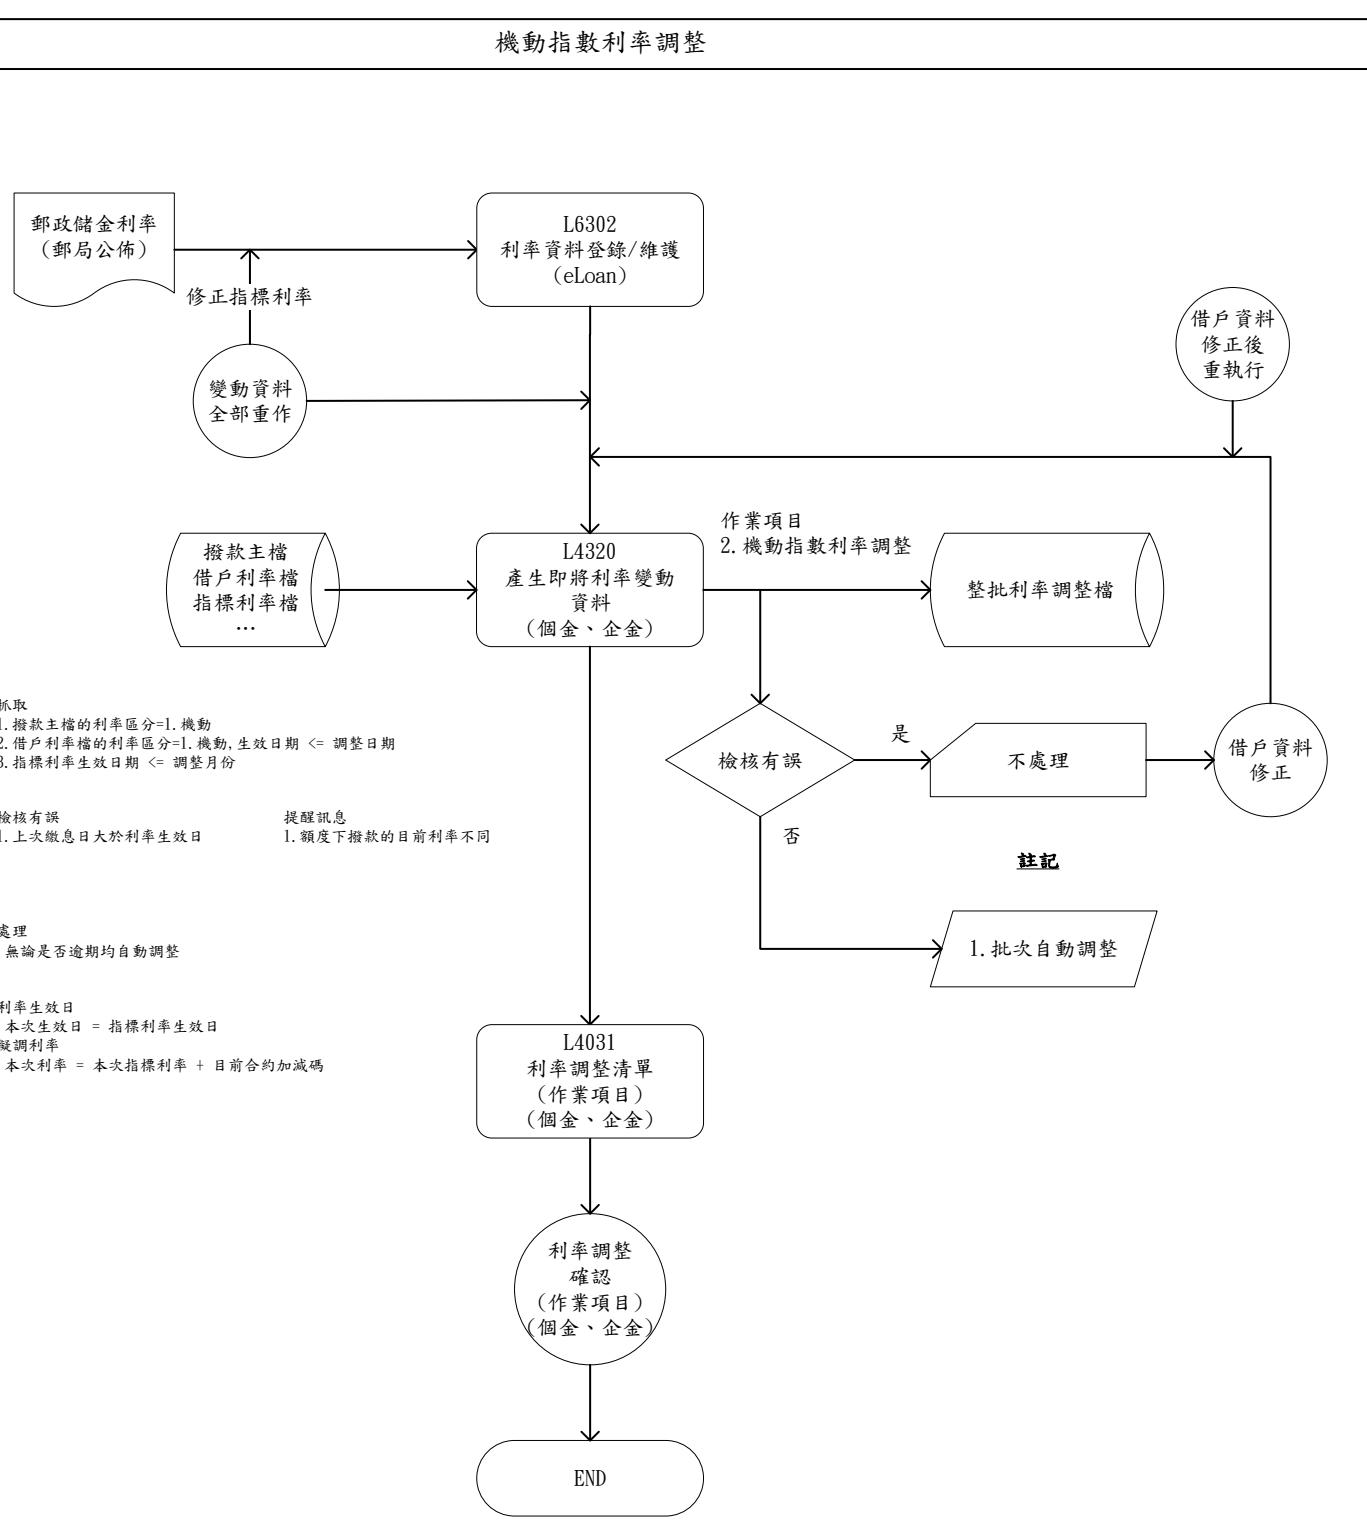 機動指數利率調整
郵政儲金利率
(郵局公佈)
L6302
利率資料登錄/維護
(eLoan)
修正指標利率
變動資料
全部重作
借戶資料
修正後
重執行
撥款主檔
借戶利率檔
指標利率檔
...
L4320
產生即將利率變動
資料
(個金、企金)
作業項目
2.機動指數利率調整
整批利率調整檔
抓取
1.撥款主檔的利率區分=1.機動
2.借戶利率檔的利率區分=1.機動,生效日期 <= 調整日期
3.指標利率生效日期 <= 調整月份
檢核有誤
是
不處理
借戶資料
修正
否
檢核有誤
1.上次繳息日大於利率生效日
提醒訊息
1.額度下撥款的目前利率不同
註記
處理
無論是否逾期均自動調整
1.批次自動調整
利率生效日
本次生效日 = 指標利率生效日
擬調利率
本次利率 = 本次指標利率 + 目前合約加減碼
L4031
利率調整清單
(作業項目)
(個金、企金)
利率調整
確認
(作業項目)
(個金、企金)
END